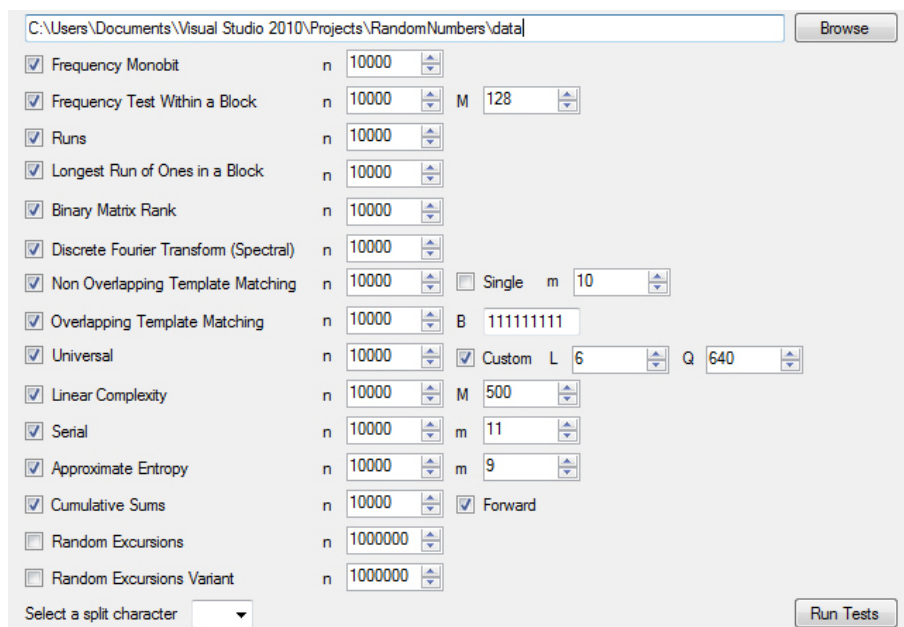 C:\Users\Documents\Visual Studio 2010\Projects\RandomNumbers\data Browse
Frequency Monobit n 10000
Frequency Test Within a Block n 10000 M 128
Runs n 10000
Longest Run of Ones in a Block n 10000
Binary Matrix Rank n 10000
Discrete Fourier Transform (Spectral) n 10000
Non Overlapping Template Matching n 10000 Single m 10
Overlapping Template Matching n 10000 B 111111111
Universal n 10000 Custom L 6 Q 640
Linear Complexity n 10000 M 500
Serial n 10000 m 11
Approximate Entropy n 10000 m 9
Cumulative Sums n 10000 Forward
Random Excursions n 1000000
Random Excursions Variant n 1000000
Select a split character Run Tests